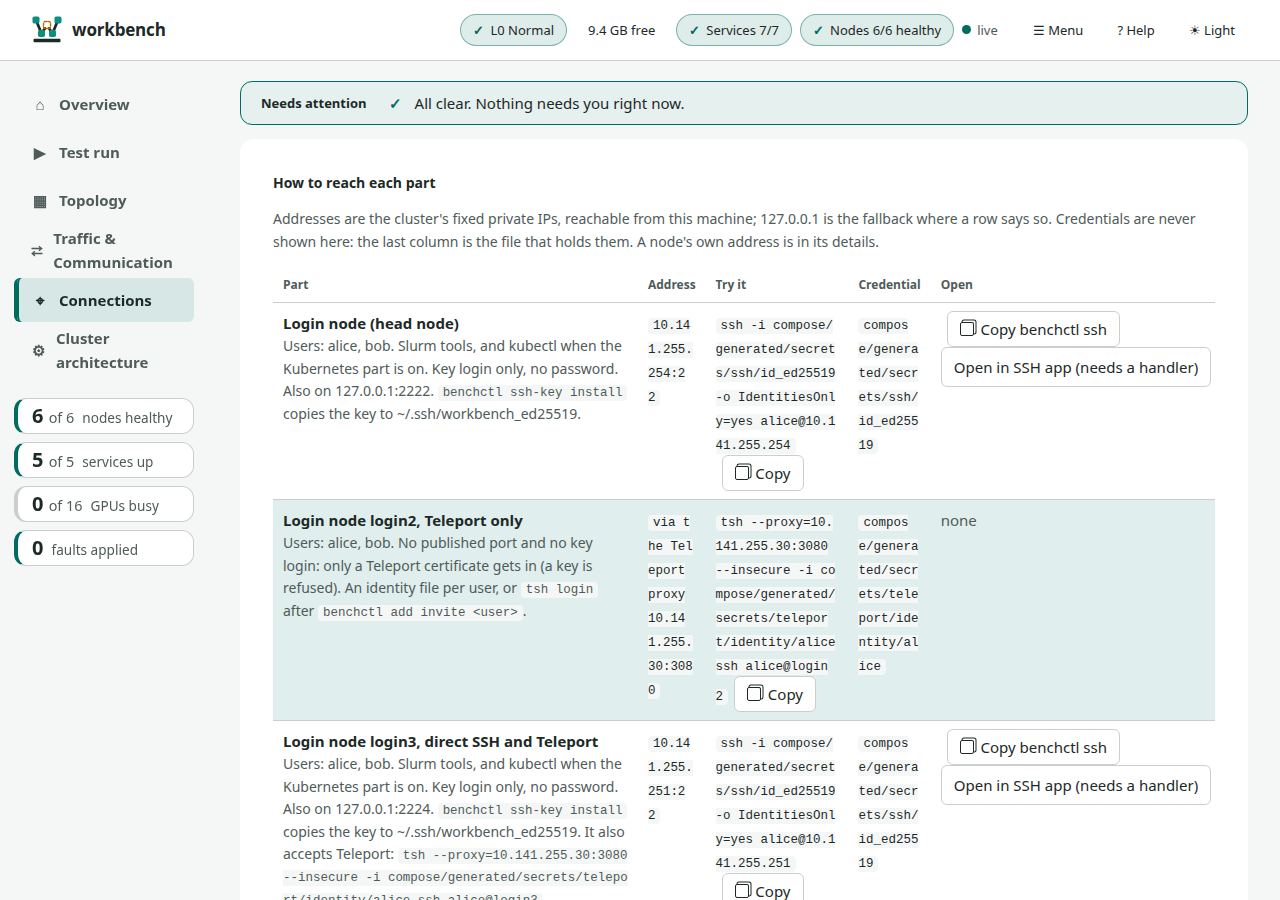 workbench
✓ L0 Normal
9.4 GB free
✓ Services 7/7
✓ Nodes 6/6 healthy
live
☰ Menu
? Help
☀ Light
Overview
Test run
Topology
Traffic &
Communication
Connections
Cluster
architecture
6 of 6 nodes healthy
5 of 5 services up
0 of 16 GPUs busy
0 faults applied
Needs attention ✓ All clear. Nothing needs you right now.
How to reach each part
Addresses are the cluster's fixed private IPs, reachable from this machine; 127.0.0.1 is the fallback where a row says so. Credentials are never
shown here: the last column is the file that holds them. A node's own address is in its details.
Part Address Try it Credential Open
Login node (head node)
Users: alice, bob. Slurm tools, and kubectl when the
Kubernetes part is on. Key login only, no password.
Also on 127.0.0.1:2222. benchctl ssh-key install
copies the key to ~/.ssh/workbench_ed25519.
10.14
1.255.
254:2
2
ssh -i compose/
generated/secret
s/ssh/id_ed25519
-o IdentitiesOnl
y=yes alice@10.1
41.255.254
Copy
compos
e/genera
ted/secr
ets/ssh/
id_ed255
19
Copy benchctl ssh
Open in SSH app (needs a handler)
Login node login2, Teleport only
Users: alice, bob. No published port and no key
login: only a Teleport certificate gets in (a key is
refused). An identity file per user, or tsh login
after benchctl add invite <user>.
via t
he Tel
eport
proxy
10.14
1.255.
30:308
0
tsh --proxy=10.
141.255.30:3080
--insecure -i co
mpose/generated/
secrets/telepor
t/identity/alice
ssh alice@login
2 Copy
compos
e/genera
ted/secr
ets/tele
port/ide
ntity/al
ice
none
Login node login3, direct SSH and Teleport
Users: alice, bob. Slurm tools, and kubectl when the
Kubernetes part is on. Key login only, no password.
Also on 127.0.0.1:2224. benchctl ssh-key install
copies the key to ~/.ssh/workbench_ed25519. It also
accepts Teleport: tsh --proxy=10.141.255.30:3080
--insecure -i compose/generated/secrets/telepo
rt/identity/alice ssh alice@login3
10.14
1.255.
251:2
2
ssh -i compose/
generated/secret
s/ssh/id_ed25519
-o IdentitiesOnl
y=yes alice@10.1
41.255.251
Copy
compos
e/genera
ted/secr
ets/ssh/
id_ed255
19
Copy benchctl ssh
Open in SSH app (needs a handler)